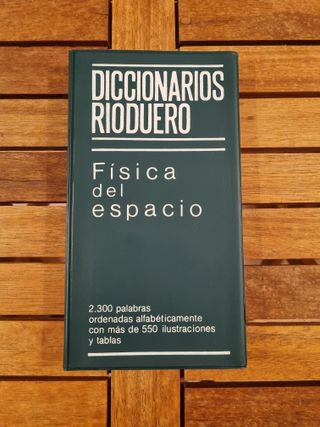 DICCIONARIOS
RIODUERO
Física
del
espacio
2.300 palabras
ordenadas alfabéticamente
con más de 550 ilustraciones
y tablas